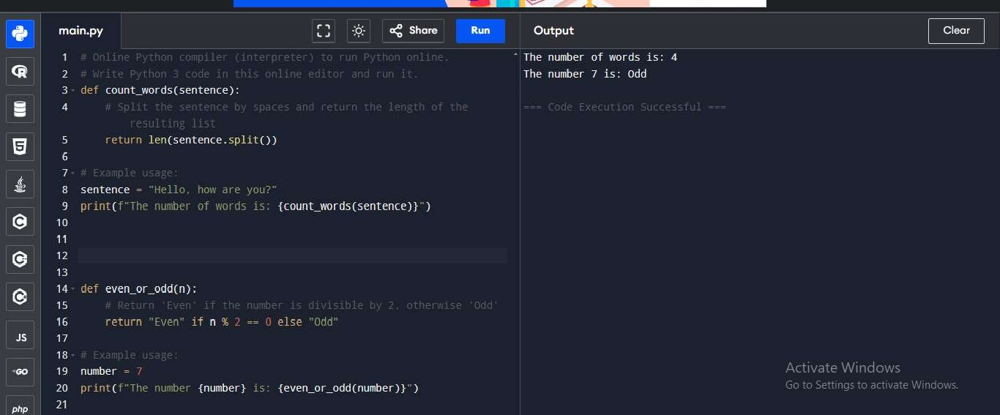 main.py
Share
Run
Output
Clear
1 # Online Python compiler (interpreter) to run Python online.
2 # Write Python 3 code in this online editor and run it.
3 def count_words(sentence):
4     # Split the sentence by spaces and return the length of the
        resulting list
5     return len(sentence.split())
6
7 # Example usage:
8 sentence = "Hello, how are you?"
9 print(f"The number of words is: {count_words(sentence)}")
10
11
12
13
14 def even_or_odd(n):
15     # Return 'Even' if the number is divisible by 2, otherwise 'Odd'
16     return "Even" if n % 2 == 0 else "Odd"
17
18 # Example usage:
19 number = 7
20 print(f"The number {number} is: {even_or_odd(number)}")
21
The number of words is: 4
The number 7 is: Odd
=== Code Execution Successful ===
R
5
C
C
C
JS
GO
php
Activate Windows
Go to Settings to activate Windows.